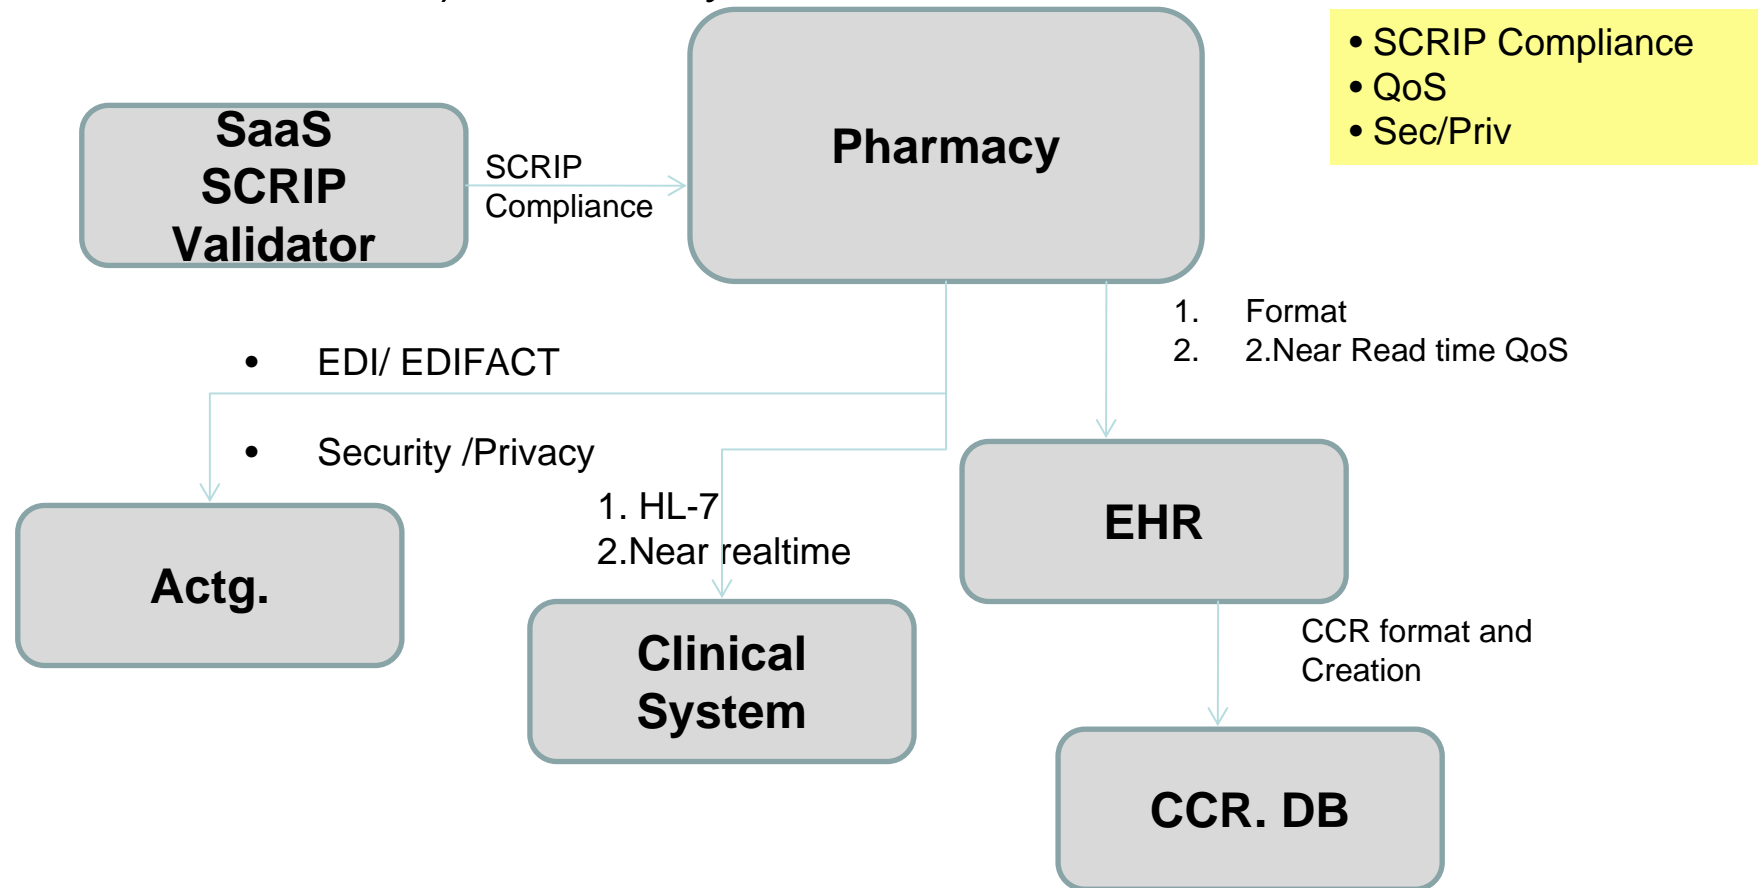 • SCRIP Compliance
• QoS
• Sec/Priv
SaaS
SCRIP
Validator
SCRIP
Compliance
Pharmacy
1. Format
2. 2.Near Read time QoS
• EDI/ EDIFACT
• Security /Privacy
1. HL-7
2.Near realtime
EHR
Actg.
Clinical
System
CCR format and
Creation
CCR. DB